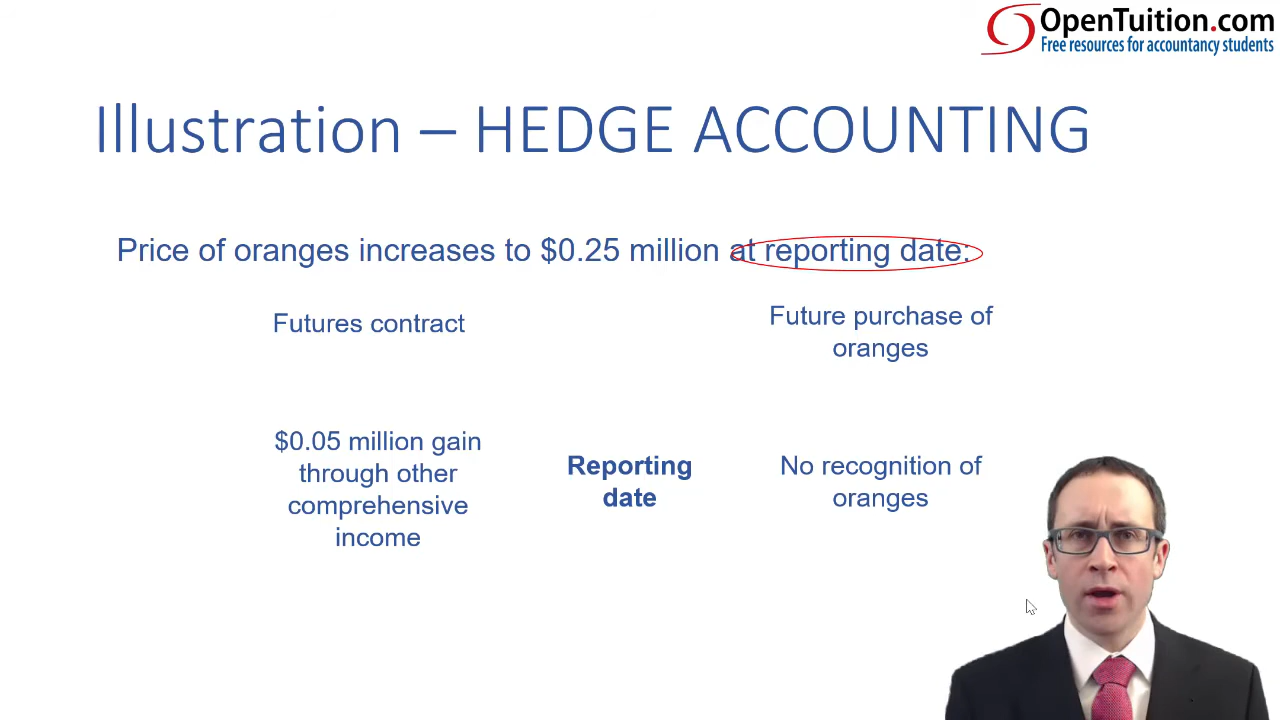 OpenTuition.com
Free resources for accountancy students
Illustration – HEDGE ACCOUNTING
Price of oranges increases to $0.25 million at reporting date:
Futures contract
Future purchase of
oranges
$0.05 million gain
through other
comprehensive
income
Reporting
date
No recognition of
oranges